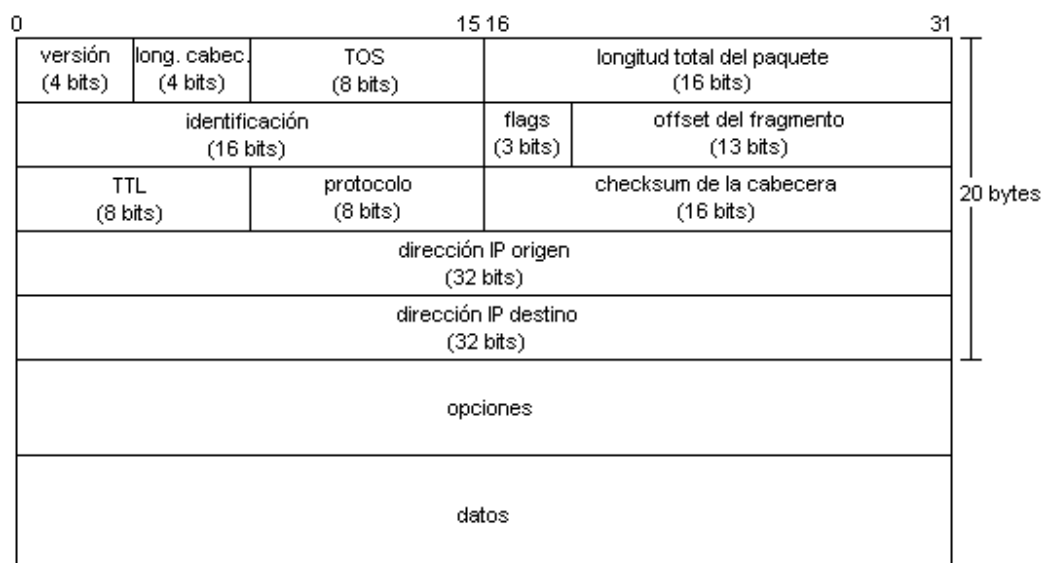 0 15 16 31
versión long. cabec. TOS longitud total del paquete
(4 bits) (4 bits) (8 bits) (16 bits)
identificación flags offset del fragmento
(16 bits) (3 bits) (13 bits)
TTL protocolo checksum de la cabecera
(8 bits) (8 bits) (16 bits)
20 bytes
dirección IP origen
(32 bits)
dirección IP destino
(32 bits)
opciones
datos